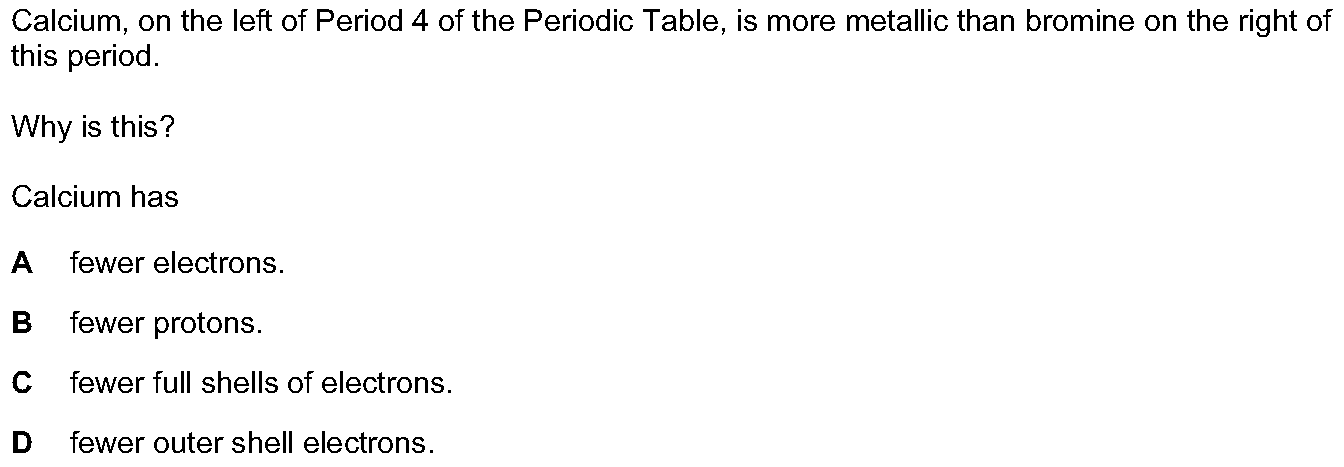 Calcium, on the left of Period 4 of the Periodic Table, is more metallic than bromine on the right of
this period.
Why is this?
Calcium has
A fewer electrons.
B fewer protons.
C fewer full shells of electrons.
D fewer outer shell electrons.